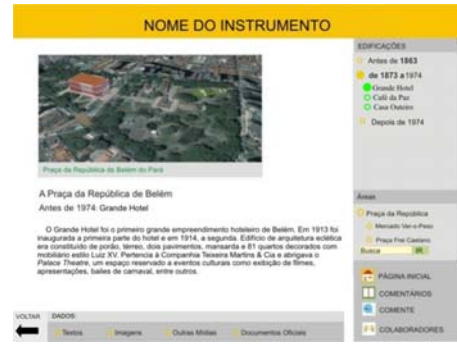 NOME DO INSTRUMENTO
EDIFICAÇÕES
Antes de 1863
de 1873 a 1974
Grande Hotel
Café da Paz
Casa Outeiro
Depois de 1974
Praça da República de Belém do Pará
A Praça da República de Belém
Antes de 1974: Grande Hotel
O Grande Hotel foi o primeiro grande empreendimento hoteleiro de Belém. Em 1913 foi
inaugurada a primeira parte do hotel e em 1914, a segunda. Edifício de arquitetura eclética
era constituído de porão, térreo, dois pavimentos, mansarda e 81 quartos decorados com
mobiliário estilo Luiz XV. Pertencia à Companhia Teixeira Martins & Cia e abrigava o
Palace Theatre, um espaço reservado a eventos culturais como exibição de filmes,
apresentações, bailes de carnaval, entre outros.
Áreas
Praça da República
Mercado Ver-o-Peso
Praça Frei Caetano
Busca IR
PÁGINA INICIAL
COMENTÁRIOS
COMENTE
COLABORADORES
VOLTAR
DADOS:
Textos
Imagens
Outras Mídias
Documentos Oficiais